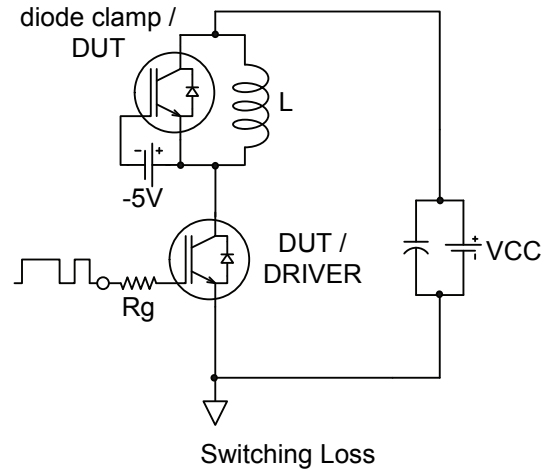 diode clamp /
DUT
L
- +
-5V
DUT /
DRIVER
Rg
+
VCC
-
Switching Loss